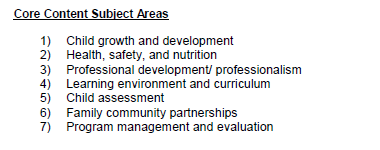 Core Content Subject Areas
1) Child growth and development
2) Health, safety, and nutrition
3) Professional development/ professionalism
4) Learning environment and curriculum
5) Child assessment
6) Family community partnerships
7) Program management and evaluation